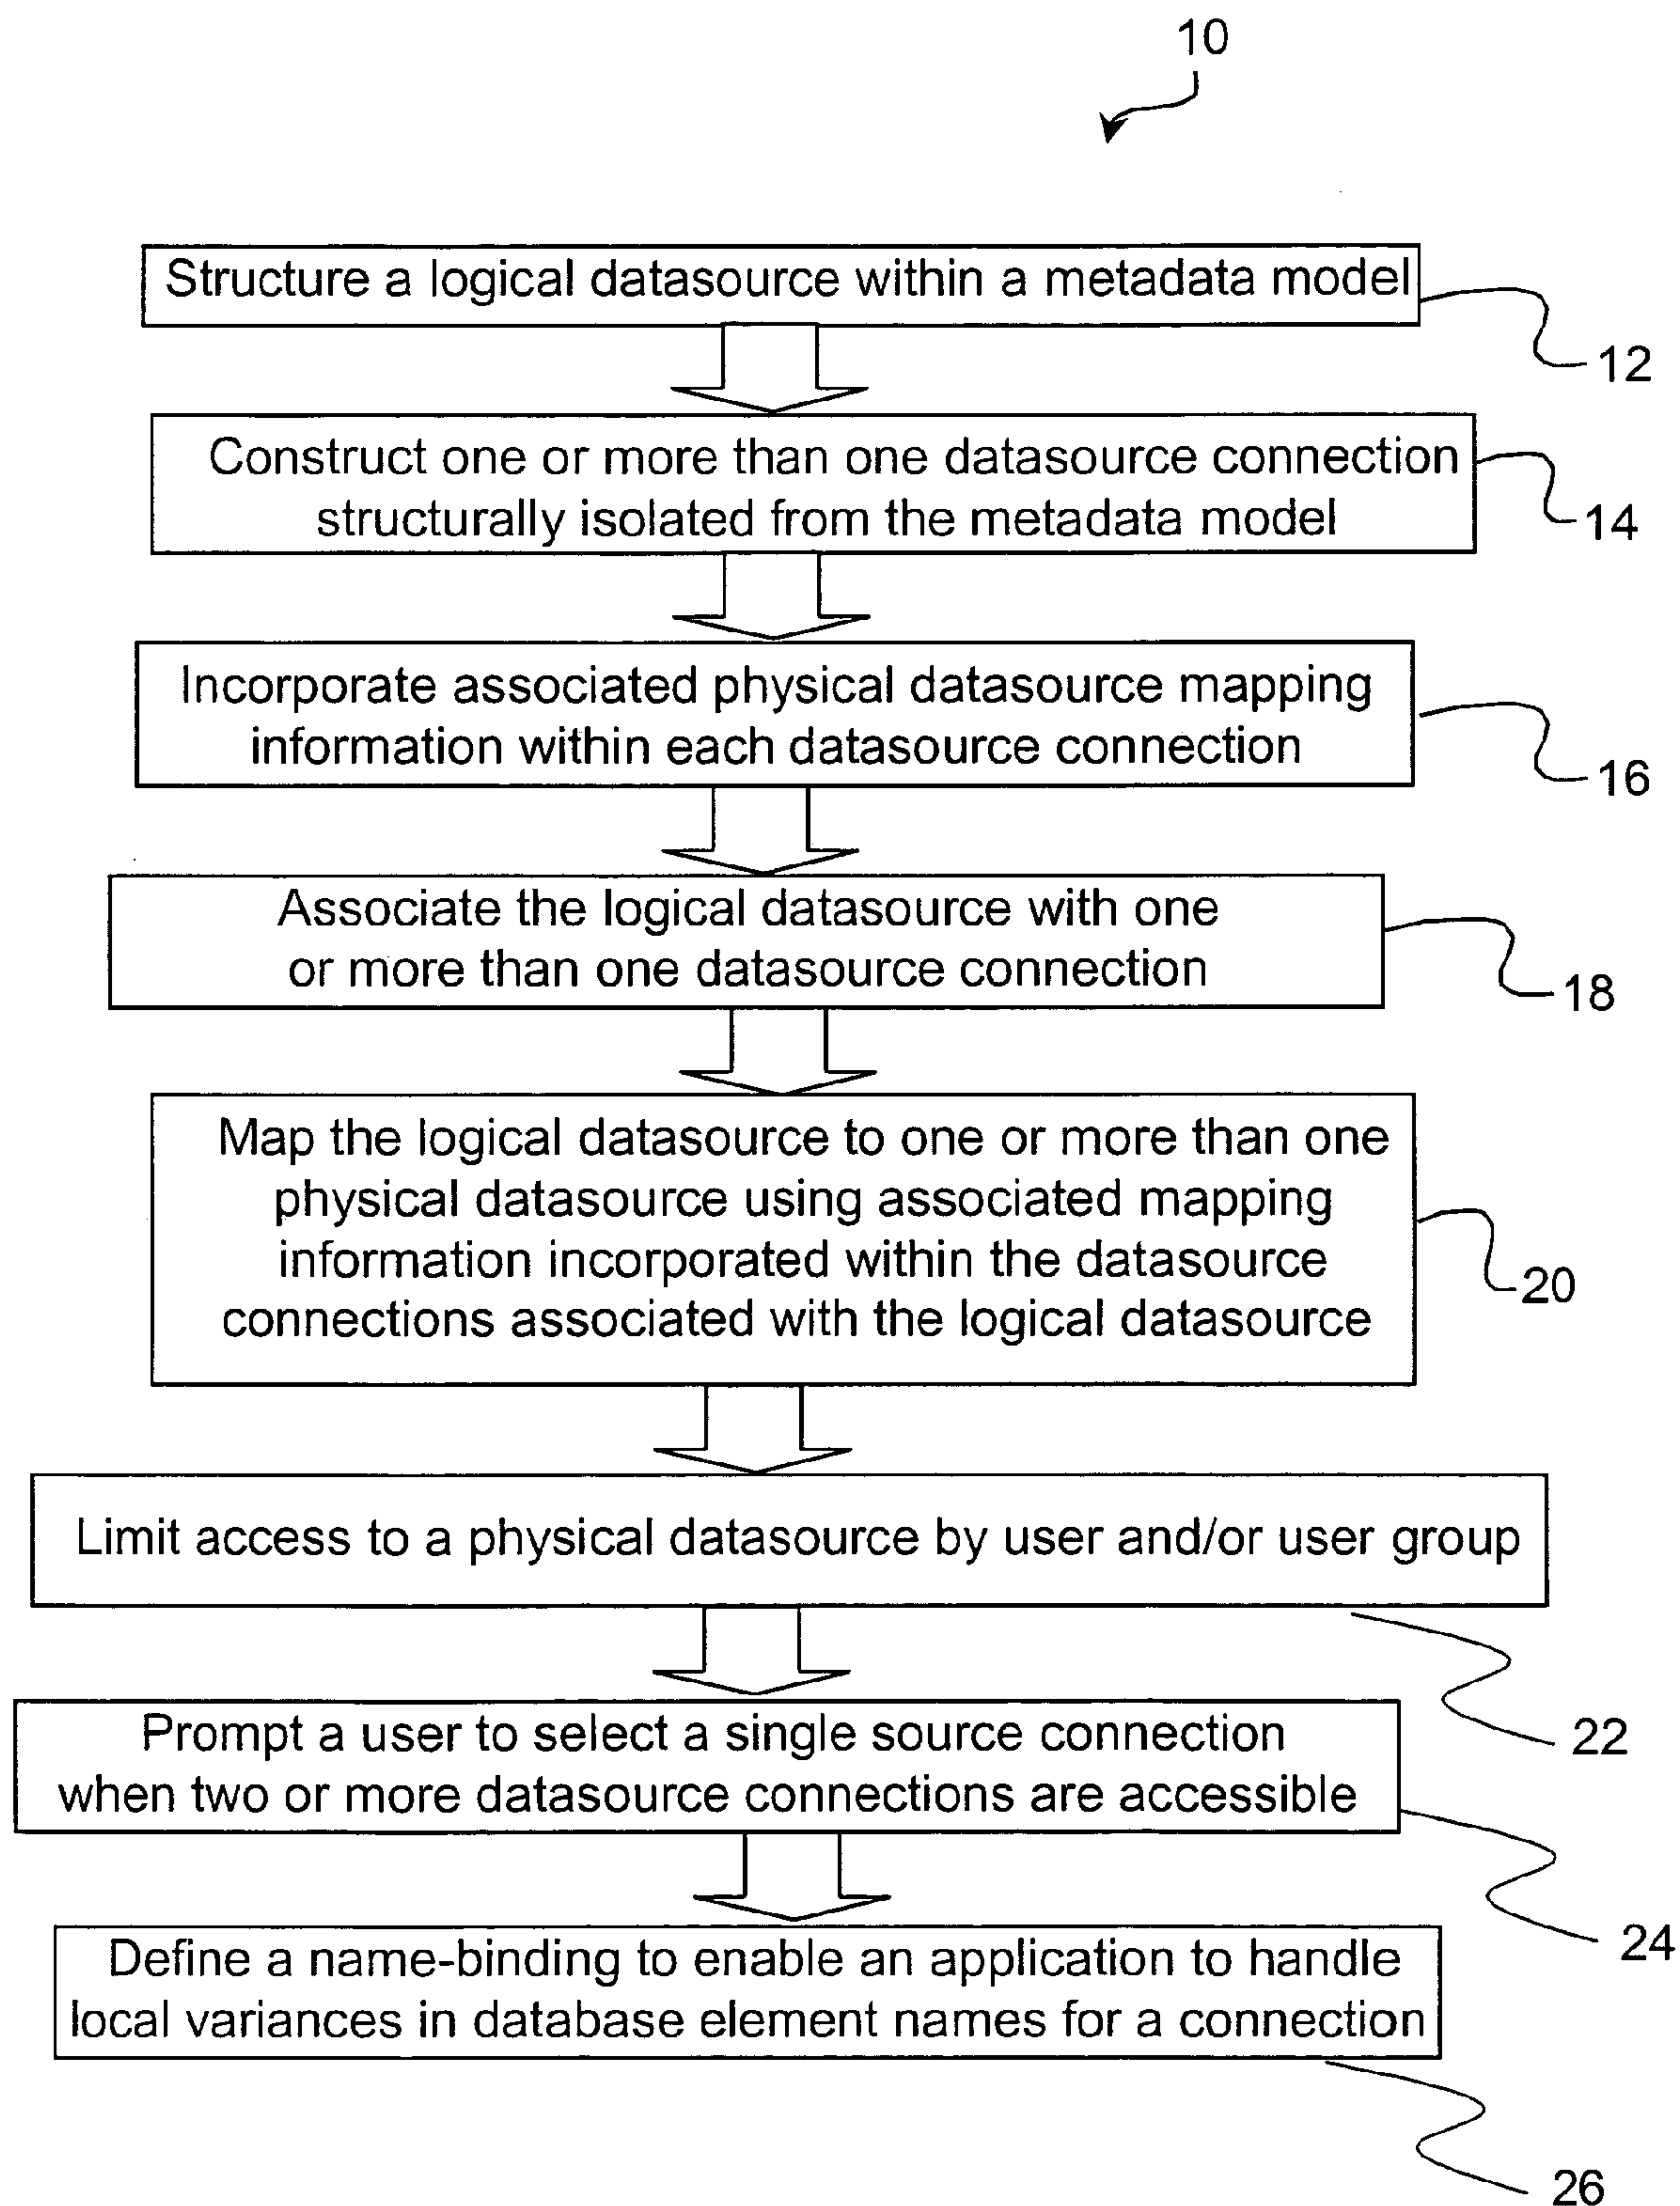 10
Structure a logical datasource within a metadata model
12
Construct one or more than one datasource connection
structurally isolated from the metadata model
14
Incorporate associated physical datasource mapping
information within each datasource connection
16
Associate the logical datasource with one
or more than one datasource connection
18
Map the logical datasource to one or more than one
physical datasource using associated mapping
information incorporated within the datasource
connections associated with the logical datasource
20
Limit access to a physical datasource by user and/or user group
22
Prompt a user to select a single source connection
when two or more datasource connections are accessible
24
Define a name-binding to enable an application to handle
local variances in database element names for a connection
26